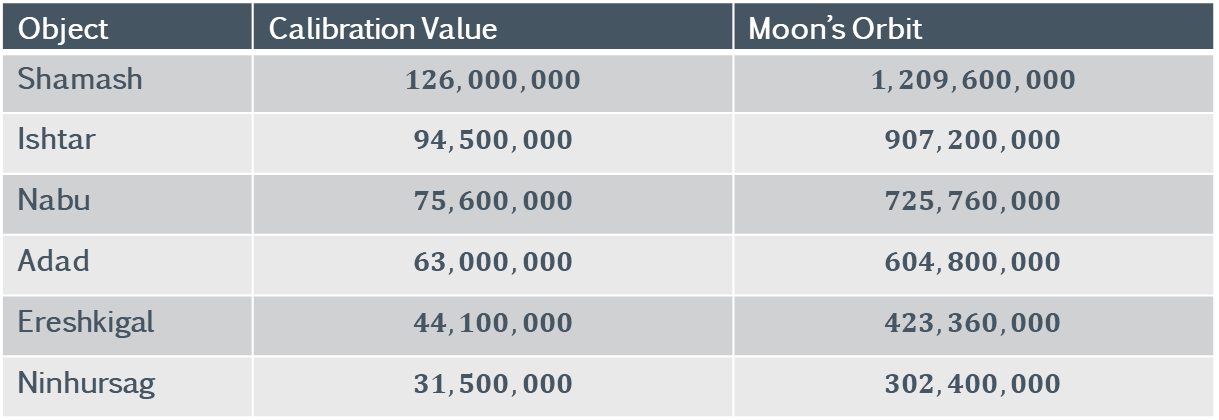 Object Calibration Value Moon's Orbit
Shamash 126,000,000 1,209,600,000
Ishtar 94,500,000 907,200,000
Nabu 75,600,000 725,760,000
Adad 63,000,000 604,800,000
Ereshkigal 44,100,000 423,360,000
Ninhursag 31,500,000 302,400,000